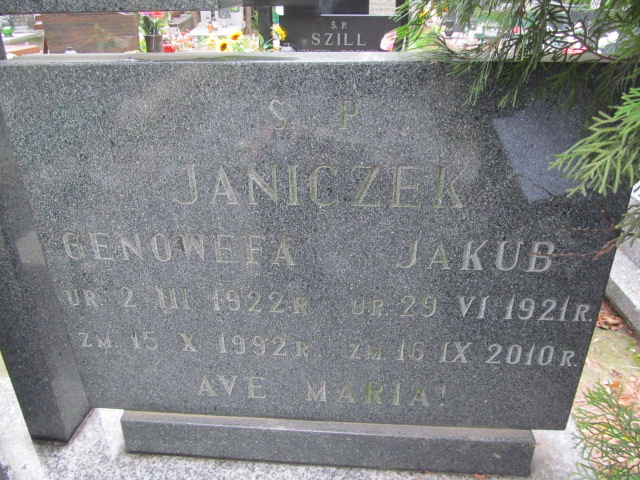 Ś. P.
SZILL
Ś P
JANICZEK
GENOWEFA JAKUB
UR. 2 III 1922 R. UR. 29 VI 1921 R.
ZM. 15 X 1992 R. ZM. 16 IX 2010 R.
AVE MARIA!